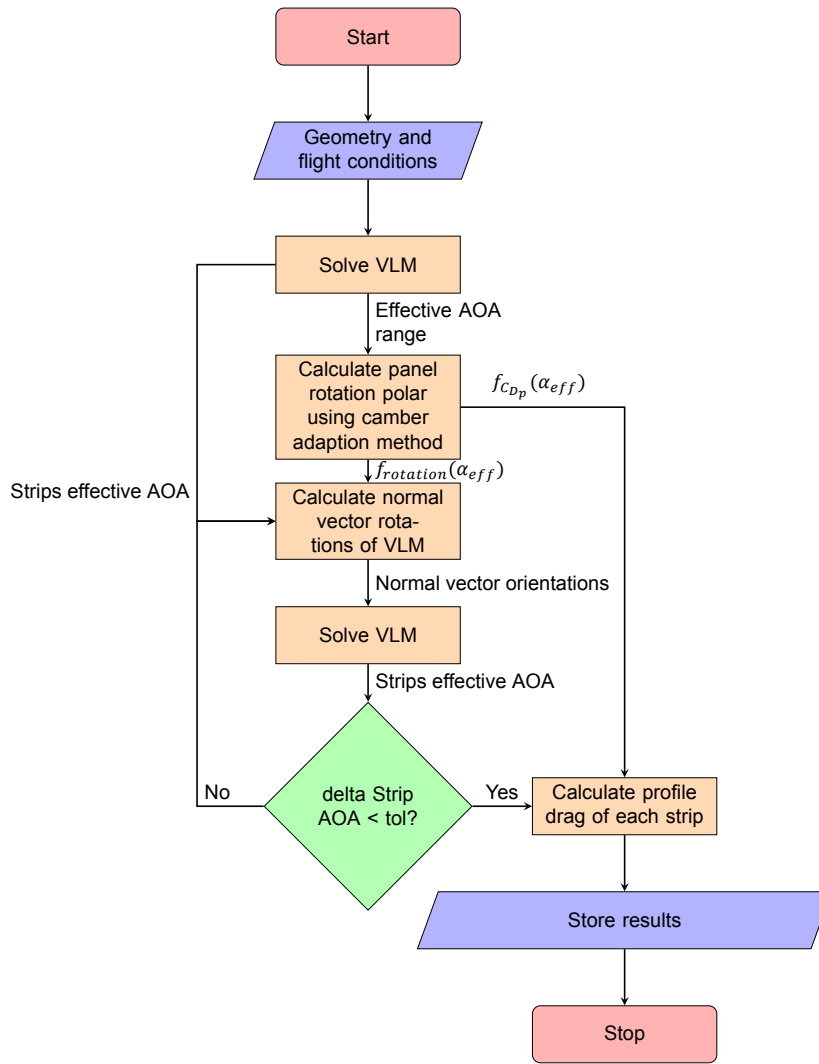 Start
Geometry and
flight conditions
Solve VLM
Effective AOA
range
Calculate panel
rotation polar
using camber
adaption method
$f_{C_{D_p}}(\alpha_{eff})$
$f_{rotation}(\alpha_{eff})$
Strips effective AOA
Calculate normal
vector rota-
tions of VLM
Normal vector orientations
Solve VLM
Strips effective AOA
No
delta Strip
AOA < tol?
Yes
Calculate profile
drag of each strip
Store results
Stop